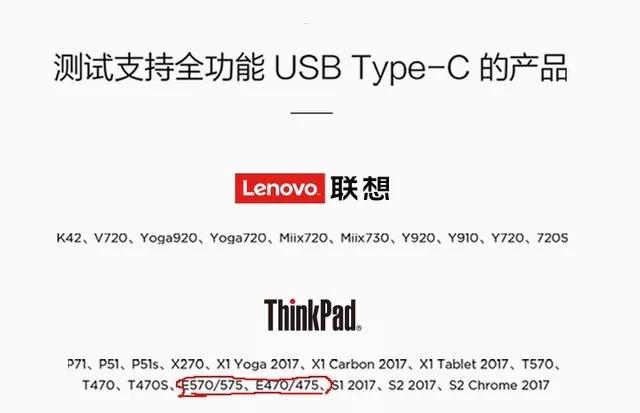 测试支持全功能 USB Type-C 的产品
Lenovo 联想
K42、V720、Yoga920、Yoga720、Miix720、Miix730、Y920、Y910、Y720、720S
ThinkPad
P71、P51、P51s、X270、X1 Yoga 2017、X1 Carbon 2017、X1 Tablet 2017、T570、
T470、T470S、E570/575、E470/475、S1 2017、S2 2017、S2 Chrome 2017